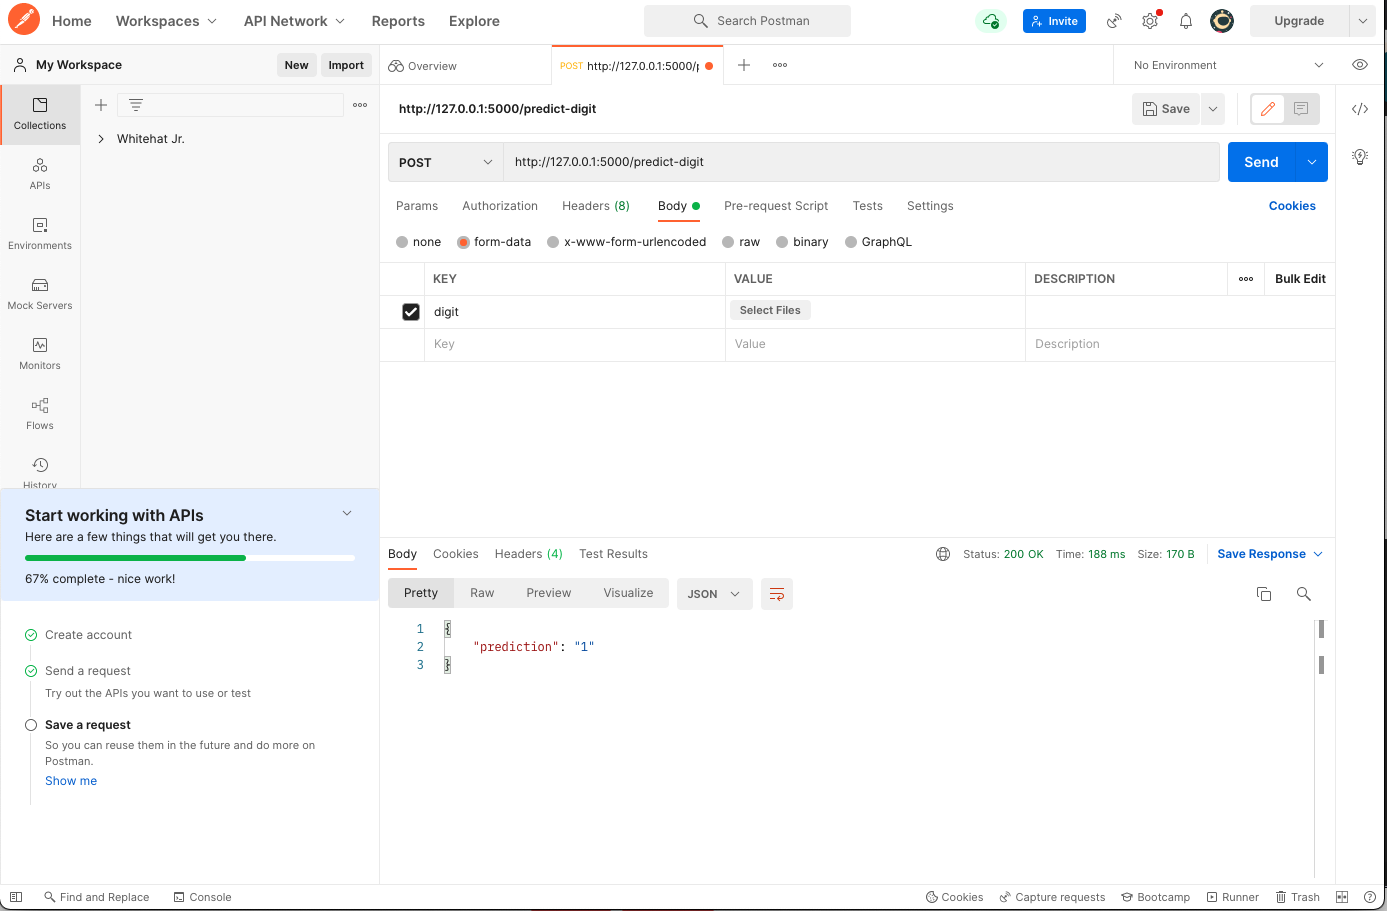 Home Workspaces API Network Reports Explore Search Postman Invite Upgrade
My Workspace New Import Overview POST http://127.0.0.1:5000/p No Environment
Collections
Whitehat Jr.
APIs
Environments
Mock Servers
Monitors
Flows
History
http://127.0.0.1:5000/predict-digit Save
POST http://127.0.0.1:5000/predict-digit Send
Params Authorization Headers (8) Body Pre-request Script Tests Settings Cookies
none form-data x-www-form-urlencoded raw binary GraphQL
KEY VALUE DESCRIPTION Bulk Edit
digit Select Files
Key Value Description
Start working with APIs
Here are a few things that will get you there.
67% complete - nice work!
Create account
Send a request
Try out the APIs you want to use or test
Save a request
So you can reuse them in the future and do more on
Postman.
Show me
Body Cookies Headers (4) Test Results Status: 200 OK Time: 188 ms Size: 170 B Save Response
Pretty Raw Preview Visualize JSON
1 {
2 "prediction": "1"
3 }
Find and Replace Console Cookies Capture requests Bootcamp Runner Trash